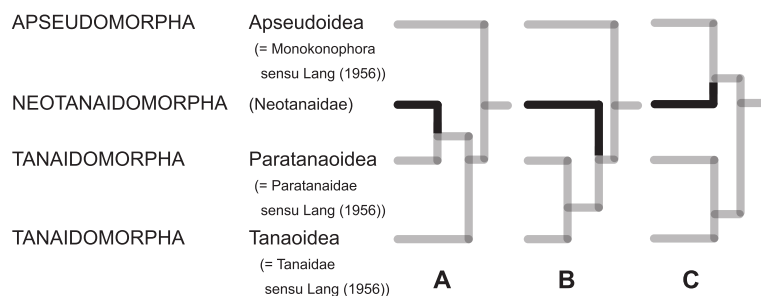 APSEUDOMORPHA Apseudoidea
(= Monokonophora
sensu Lang (1956))
NEOTANAIDOMORPHA (Neotanaidae)
TANAIDOMORPHA Paratanaoidea
(= Paratanaidae
sensu Lang (1956))
TANAIDOMORPHA Tanaoidea
(= Tanaidae
sensu Lang (1956))
A B C